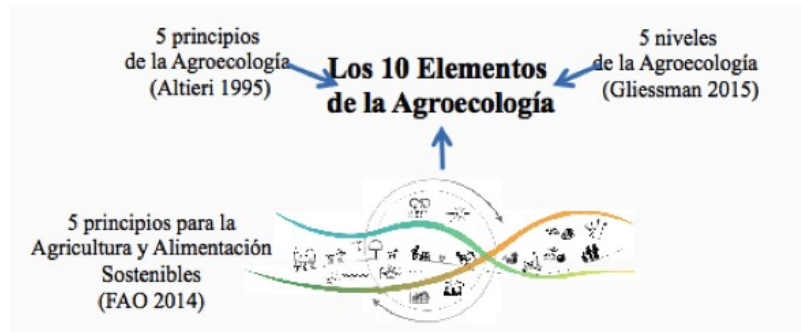 5 principios
de la Agroecología
(Altieri 1995)
Los 10 Elementos
de la Agroecología
5 niveles
de la Agroecología
(Gliessman 2015)
5 principios para la
Agricultura y Alimentación
Sostenibles
(FAO 2014)